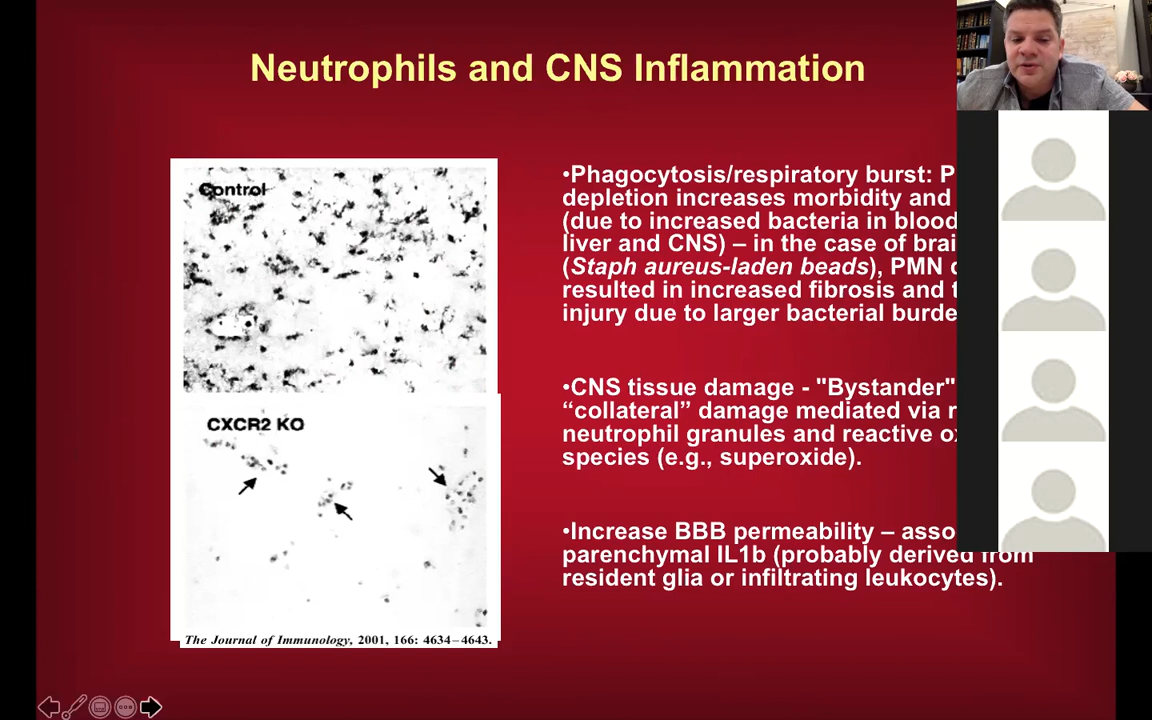 Neutrophils and CNS Inflammation
Control
CXCR2 KO
The Journal of Immunology, 2001, 166: 4634–4643.
•Phagocytosis/respiratory burst:
depletion increases morbidity and
(due to increased bacteria in blood
liver and CNS) – in the case of
(Staph aureus-laden beads), PMN
resulted in increased fibrosis and
injury due to larger bacterial
•CNS tissue damage - "Bystander"
“collateral” damage mediated via
neutrophil granules and reactive
species (e.g., superoxide).
•Increase BBB permeability –
parenchymal IL1b (probably derived from
resident glia or infiltrating leukocytes).